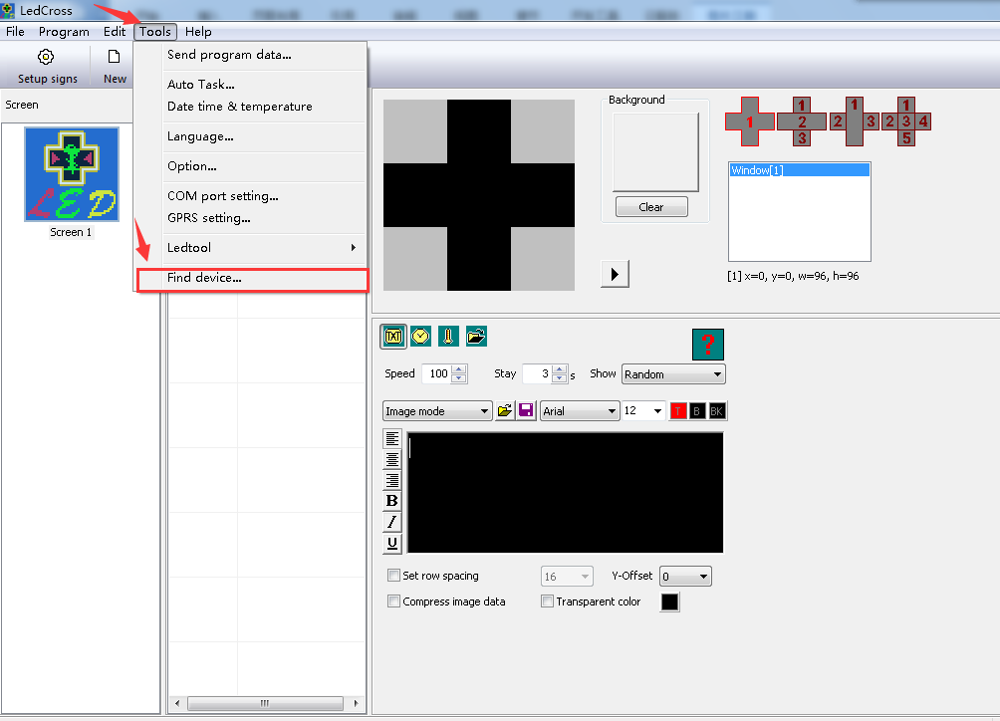 LedCross
File Program Edit Tools Help
Setup signs
New
Send program data...
Auto Task...
Date time & temperature
Language...
Option...
COM port setting...
GPRS setting...
Ledtool
Find device...
Screen
LED
Screen 1
Background
Clear
1
1
2
3
1
2 3
1
2 3 4
5
Window[1]
[1] x=0, y=0, w=96, h=96
TXT
?
Speed 100 Stay 3 s Show Random
Image mode Arial 12 T B BK
B
I
U
Set row spacing 16 Y-Offset 0
Compress image data Transparent color